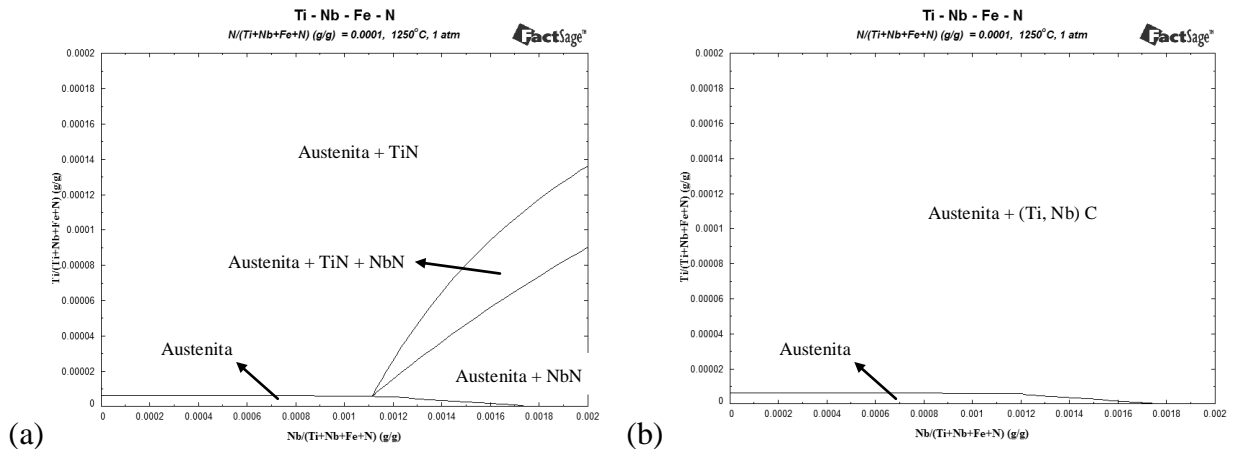 Ti - Nb - Fe - N
N/(Ti+Nb+Fe+N) (g/g) = 0.0001, 1250°C, 1 atm
FactSage™
0.0002
0.00018
0.00016
0.00014
0.00012
0.0001
0.00008
0.00006
0.00004
0.00002
0
Ti/(Ti+Nb+Fe+N) (g/g)
Austenita + TiN
Austenita + TiN + NbN
Austenita
Austenita + NbN
0 0.0002 0.0004 0.0006 0.0008 0.001 0.0012 0.0014 0.0016 0.0018 0.002
Nb/(Ti+Nb+Fe+N) (g/g)
(a)
Ti - Nb - Fe - N
N/(Ti+Nb+Fe+N) (g/g) = 0.0001, 1250°C, 1 atm
FactSage™
0.0002
0.00018
0.00016
0.00014
0.00012
0.0001
0.00008
0.00006
0.00004
0.00002
0
Ti/(Ti+Nb+Fe+N) (g/g)
Austenita + (Ti, Nb) C
Austenita
0 0.0002 0.0004 0.0006 0.0008 0.001 0.0012 0.0014 0.0016 0.0018 0.002
Nb/(Ti+Nb+Fe+N) (g/g)
(b)